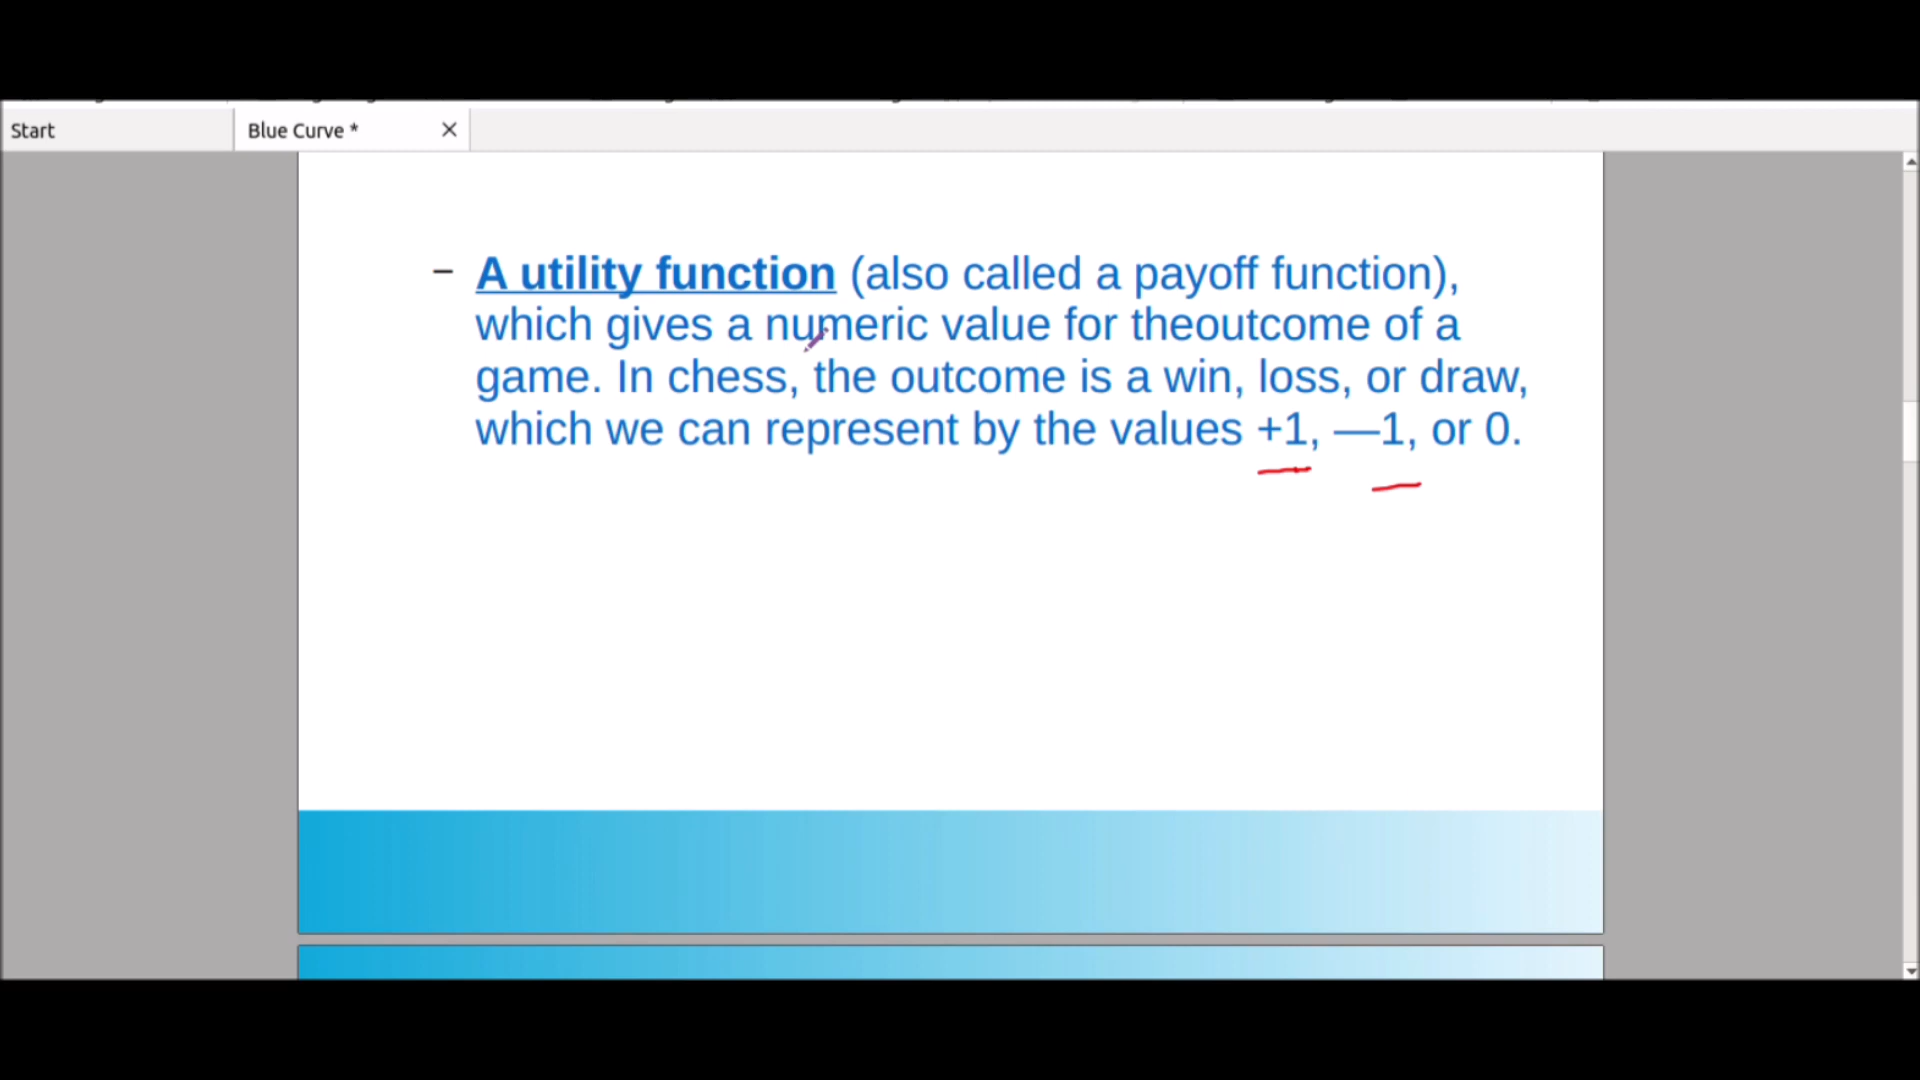 Start
Blue Curve *
– A utility function (also called a payoff function),
which gives a numeric value for theoutcome of a
game. In chess, the outcome is a win, loss, or draw,
which we can represent by the values +1, —1, or 0.